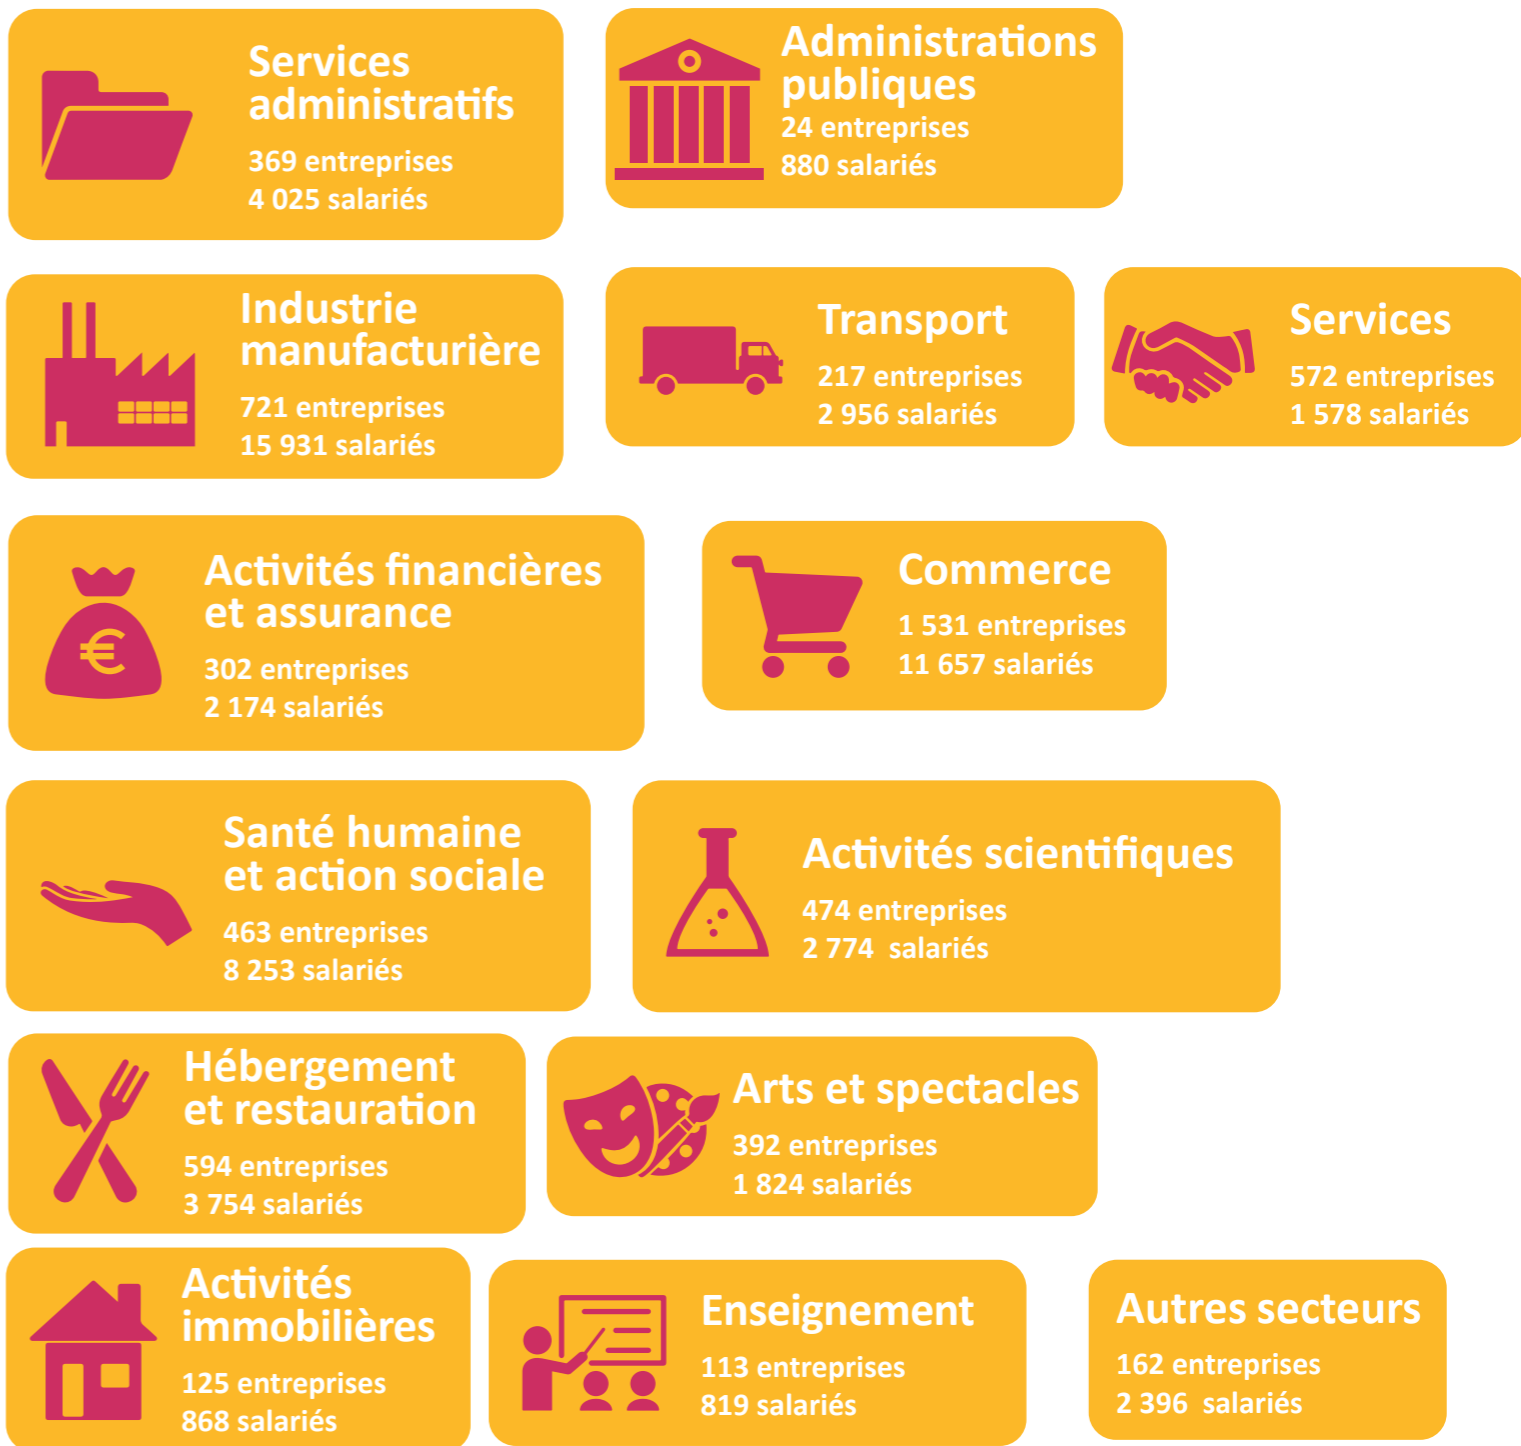 Services
administratifs
369 entreprises
4 025 salariés
Administrations
publiques
24 entreprises
880 salariés
Industrie
manufacturière
721 entreprises
15 931 salariés
Transport
217 entreprises
2 956 salariés
Services
572 entreprises
1 578 salariés
€
Activités financières
et assurance
302 entreprises
2 174 salariés
Commerce
1 531 entreprises
11 657 salariés
Santé humaine
et action sociale
463 entreprises
8 253 salariés
Activités scientifiques
474 entreprises
2 774 salariés
Hébergement
et restauration
594 entreprises
3 754 salariés
Arts et spectacles
392 entreprises
1 824 salariés
Activités
immobilières
125 entreprises
868 salariés
Enseignement
113 entreprises
819 salariés
Autres secteurs
162 entreprises
2 396 salariés